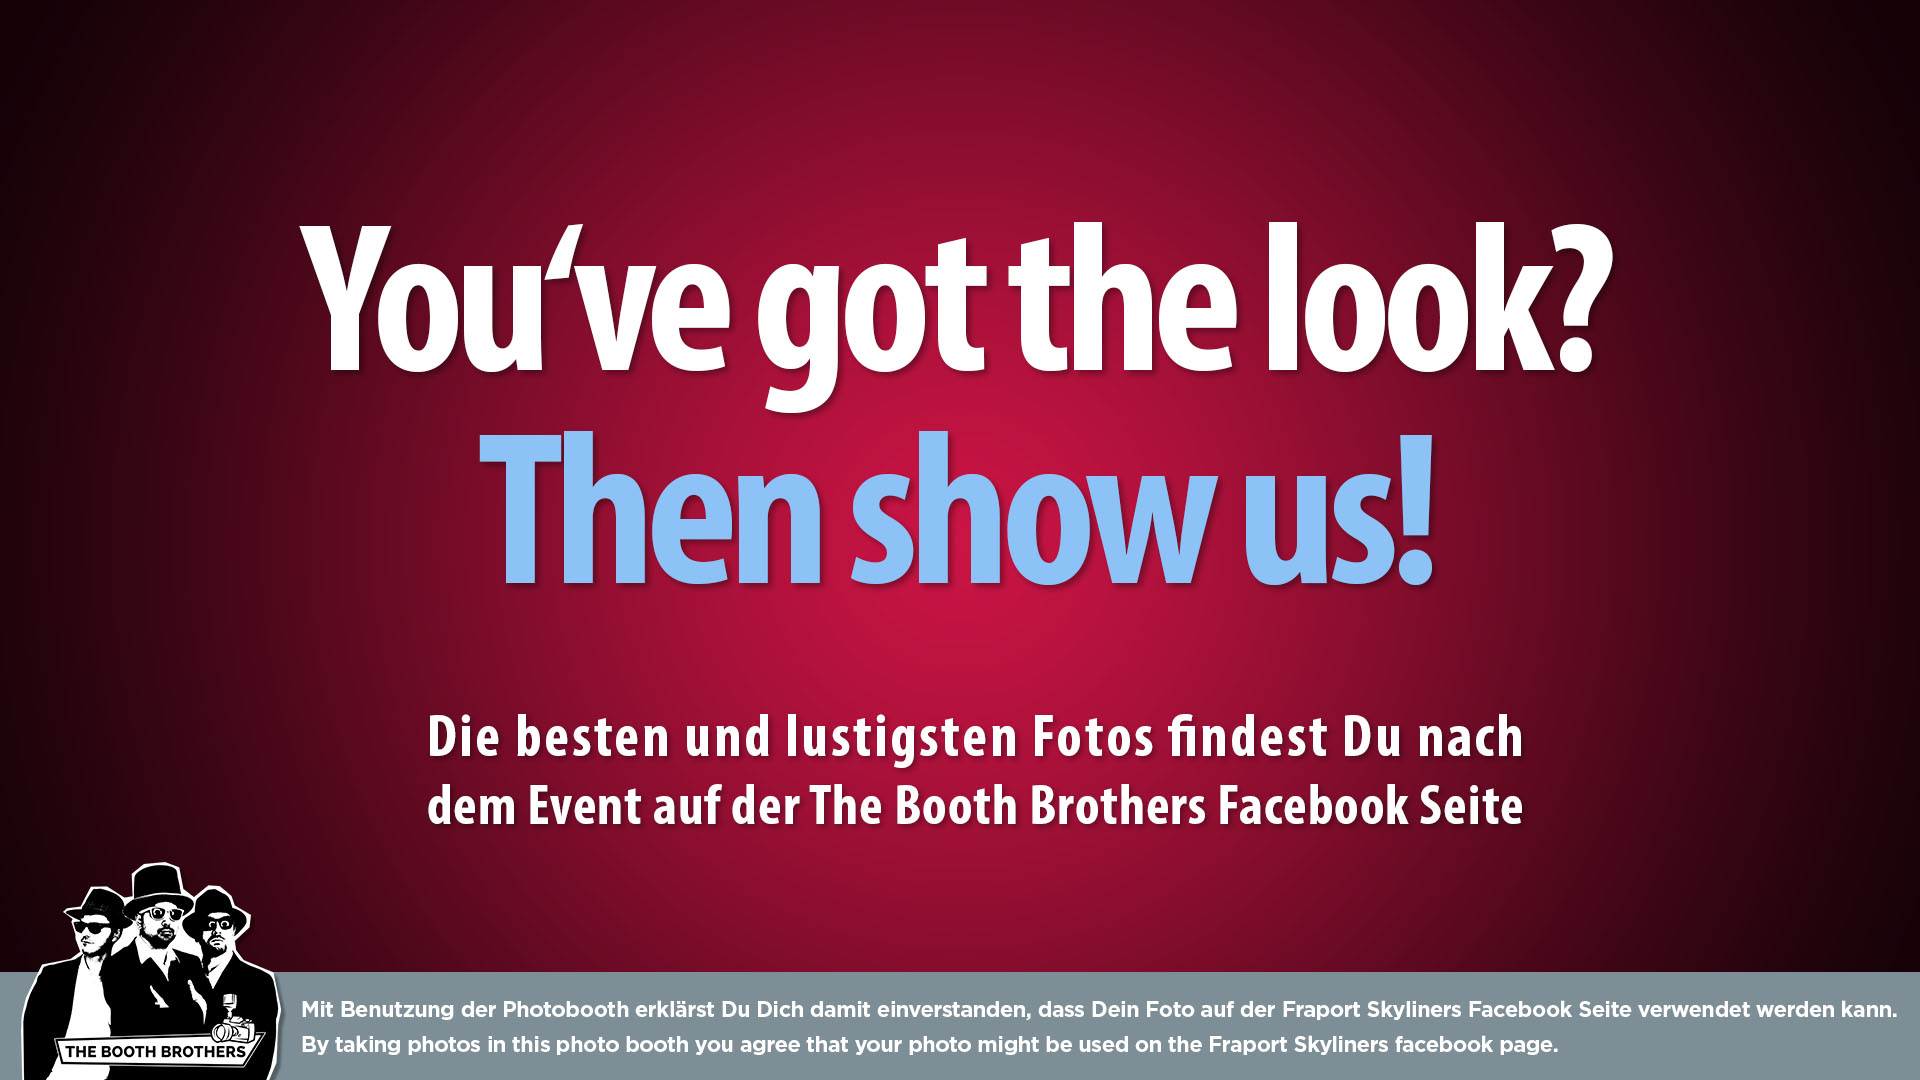 You‘ve got the look?
Then show us!
Die besten und lustigsten Fotos findest Du nach
dem Event auf der The Booth Brothers Facebook Seite
Mit Benutzung der Photobooth erklärst Du Dich damit einverstanden, dass Dein Foto auf der Fraport Skyliners Facebook Seite verwendet werden kann.
By taking photos in this photo booth you agree that your photo might be used on the Fraport Skyliners facebook page.
THE BOOTH BROTHERS